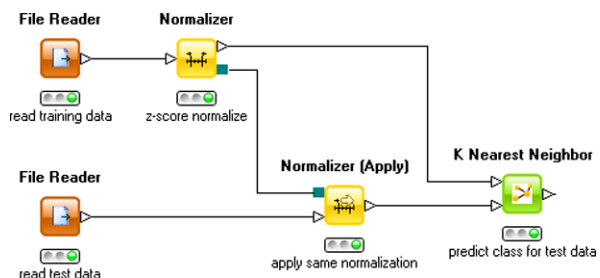 File Reader
Normalizer
read training data
z-score normalize
Normalizer (Apply)
K Nearest Neighbor
File Reader
apply same normalization
predict class for test data
read test data